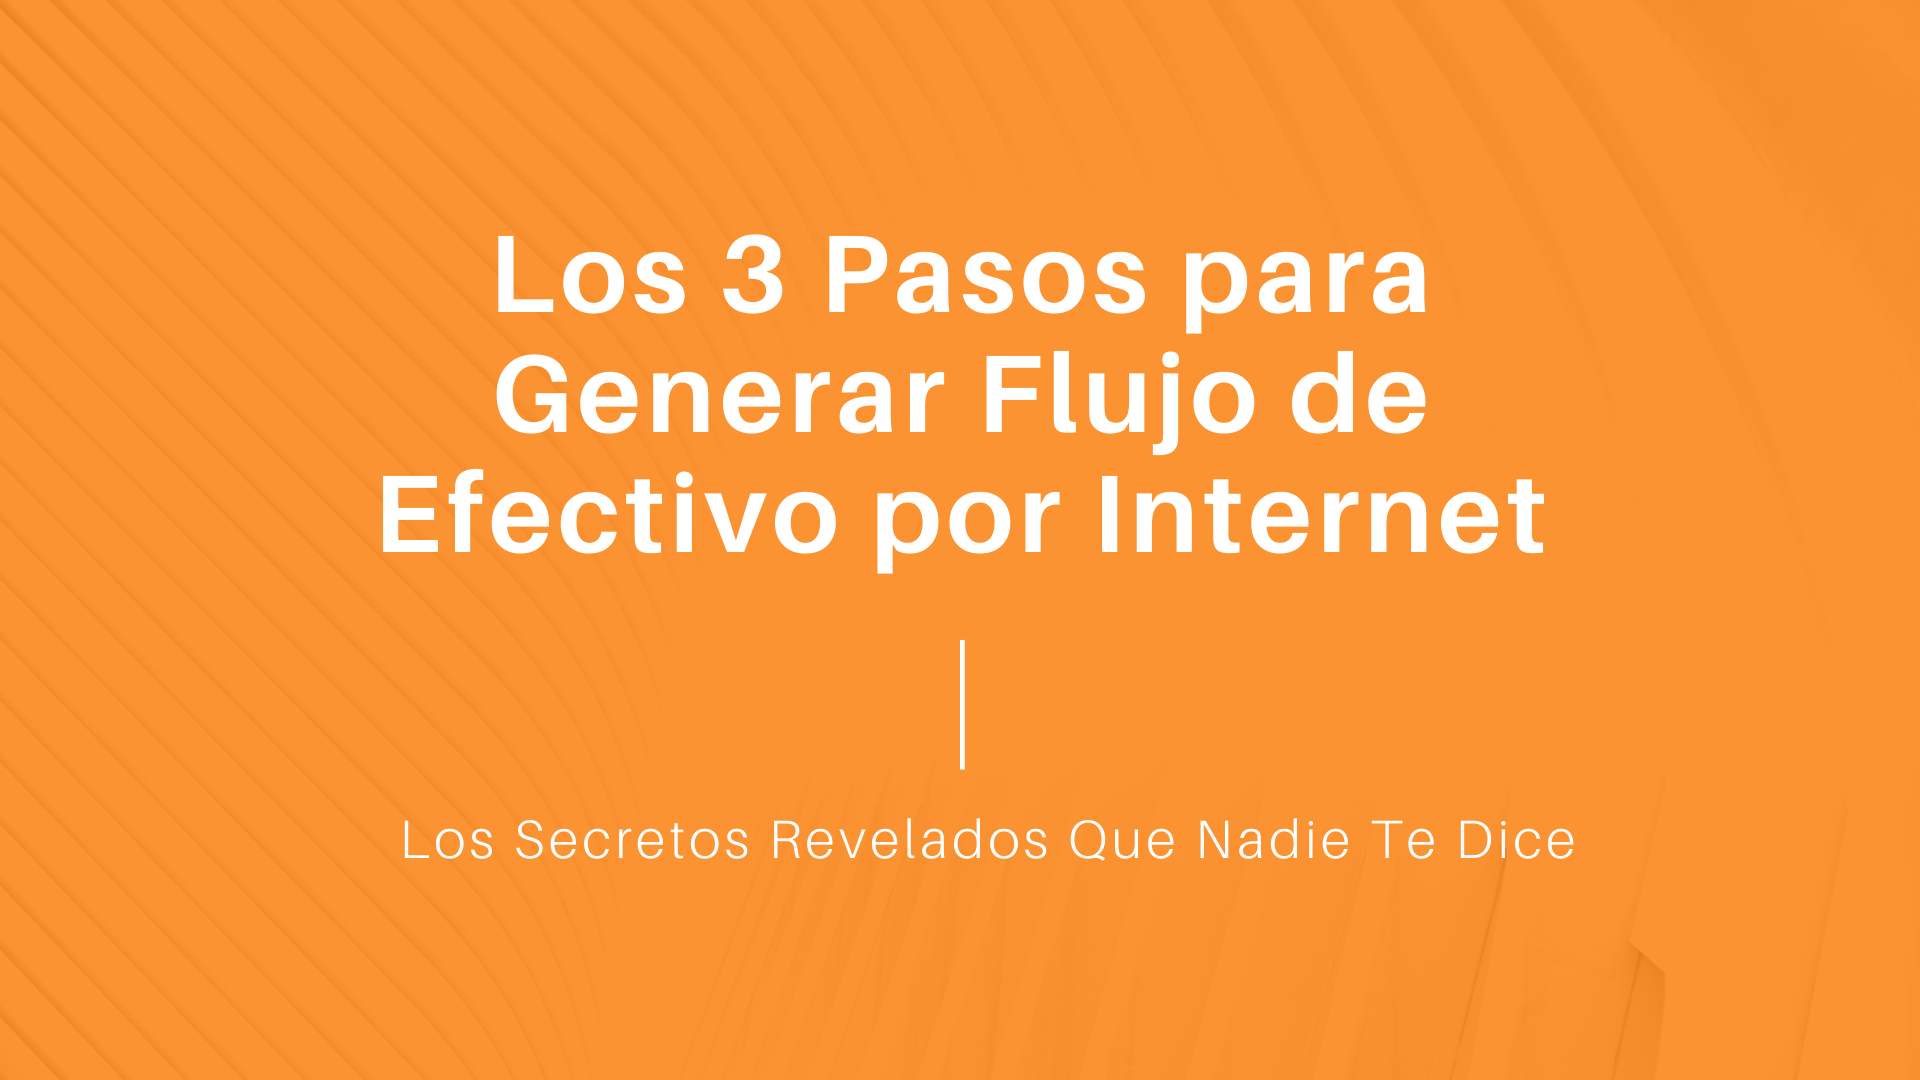 Los 3 Pasos para
Generar Flujo de
Efectivo por Internet
Los Secretos Revelados Que Nadie Te Dice